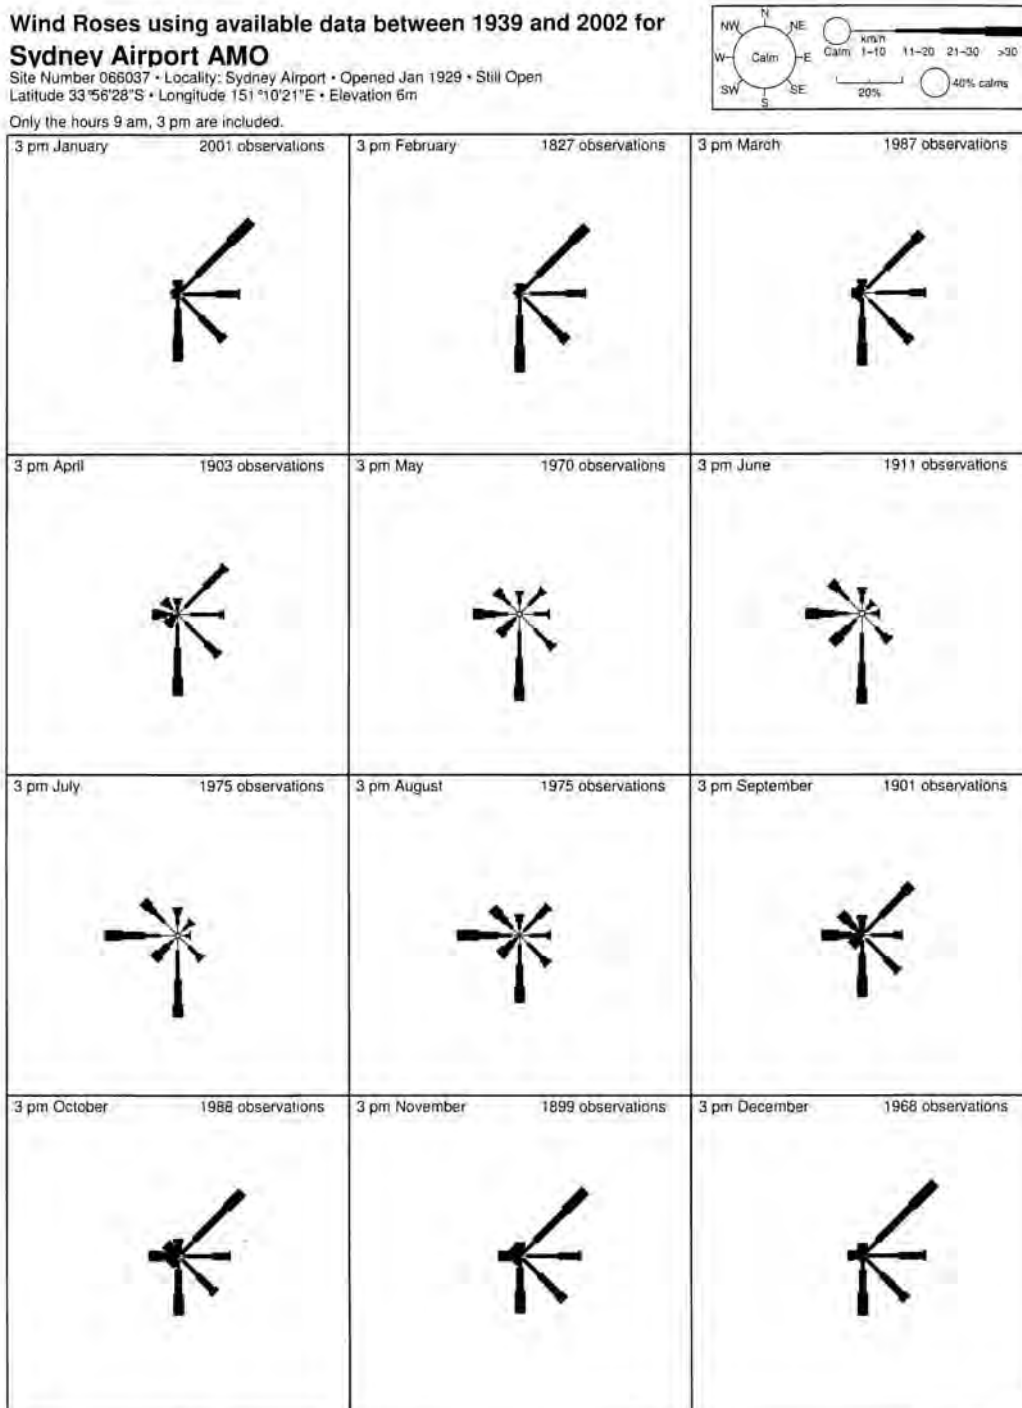 Wind Roses using available data between 1939 and 2002 for
Sydney Airport AMO
Site Number 066037 • Locality: Sydney Airport • Opened Jan 1929 • Still Open
Latitude 33°56'28"S • Longitude 151°10'21"E • Elevation 6m
Only the hours 9 am, 3 pm are included.
N
NW NE
W Calm E
SW SE
S
km/h
Calm 1–10 11–20 21–30 >30
20% 40% calms
3 pm January 2001 observations
3 pm February 1827 observations
3 pm March 1987 observations
3 pm April 1903 observations
3 pm May 1970 observations
3 pm June 1911 observations
3 pm July 1975 observations
3 pm August 1975 observations
3 pm September 1901 observations
3 pm October 1988 observations
3 pm November 1899 observations
3 pm December 1968 observations